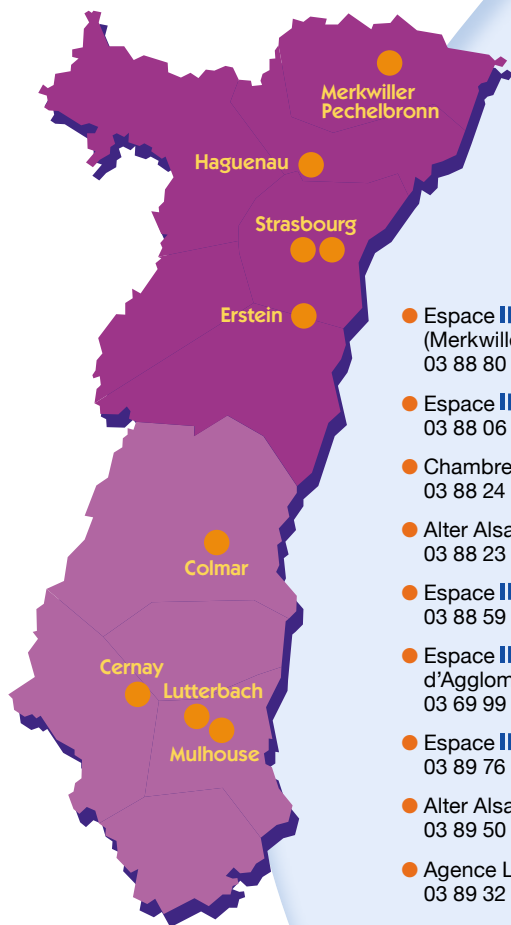 Merkwiller
Pechelbronn
Haguenau
Strasbourg
Erstein
Colmar
Cernay
Lutterbach
Mulhouse
Espace
(Merkwille
03 88 80
Espace
03 88 06
Chambre
03 88 24
Alter Alsa
03 88 23
Espace
03 88 59
Espace
d'Agglom
03 69 99
Espace
03 89 76
Alter Alsa
03 89 50
Agence L
03 89 32